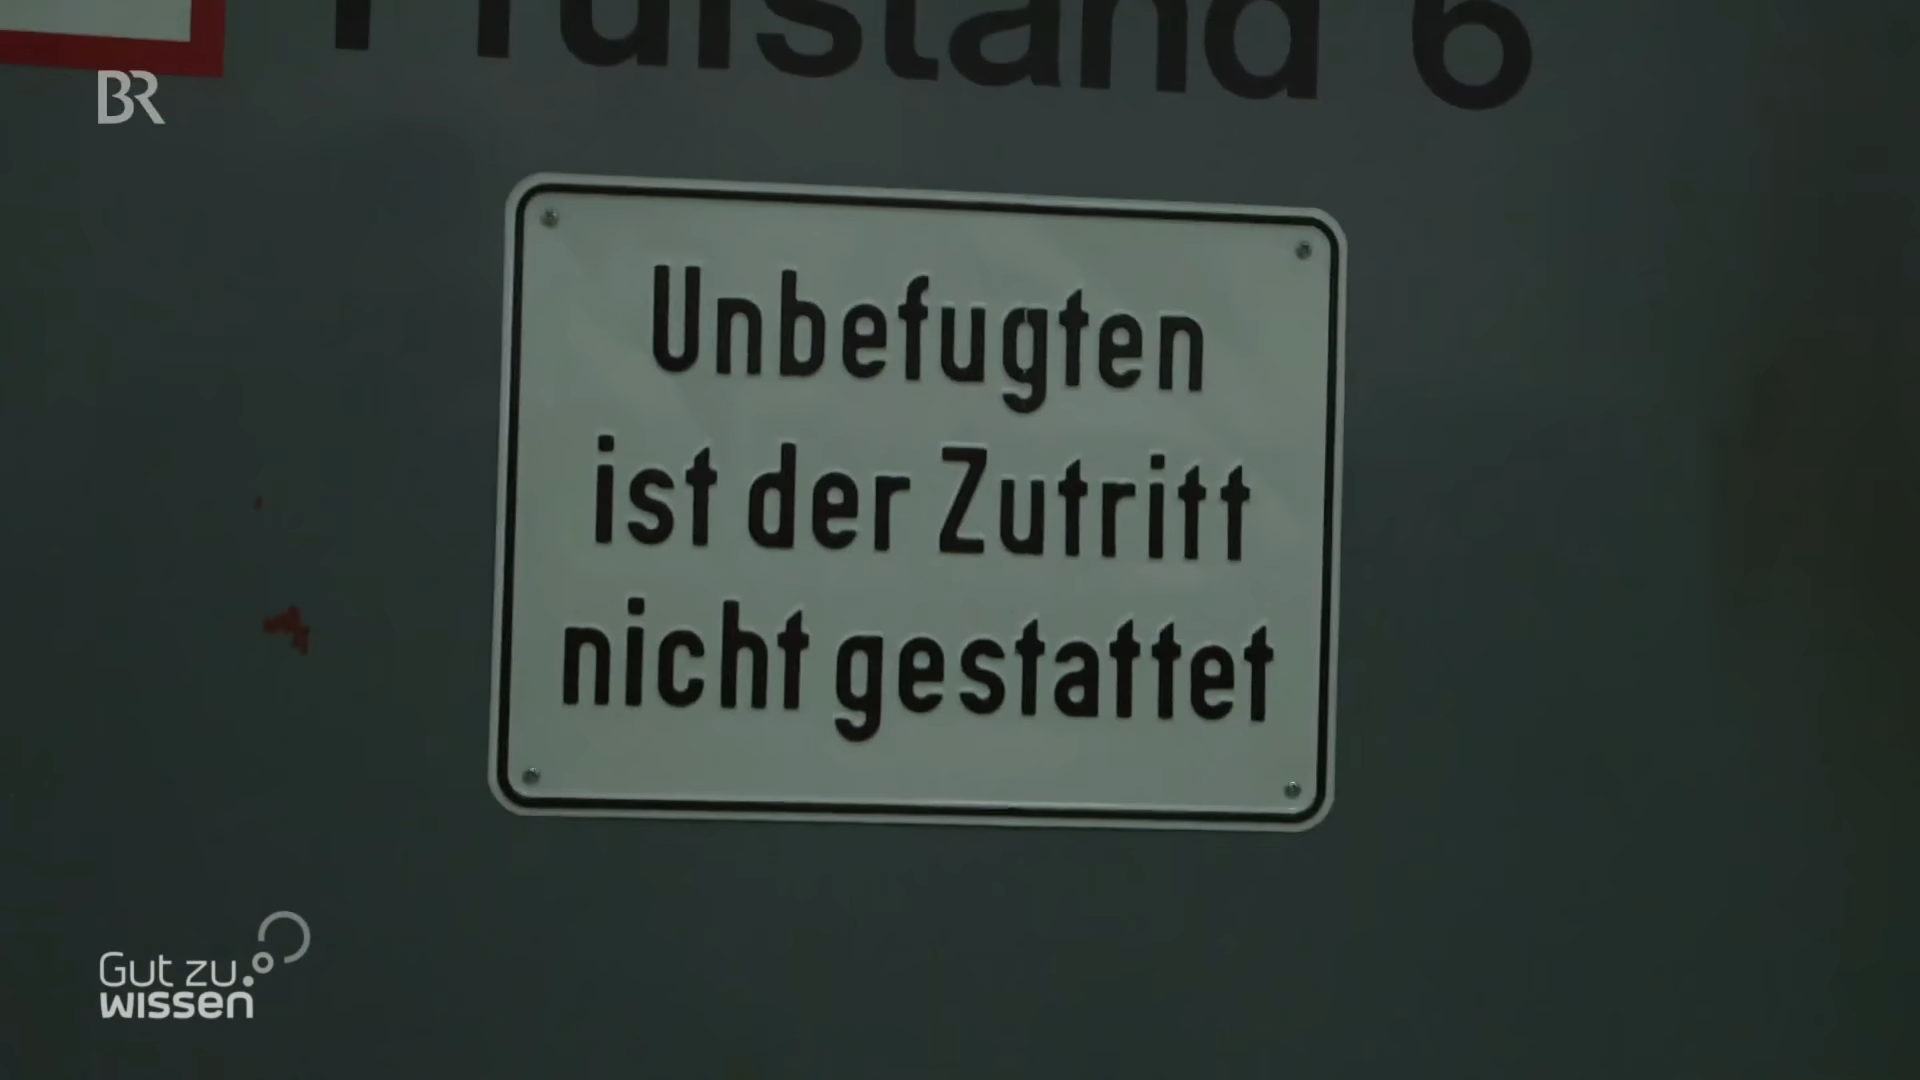 Prüfstand 6
BR
Unbefugten
ist der Zutritt
nicht gestattet
Gut zu
wissen